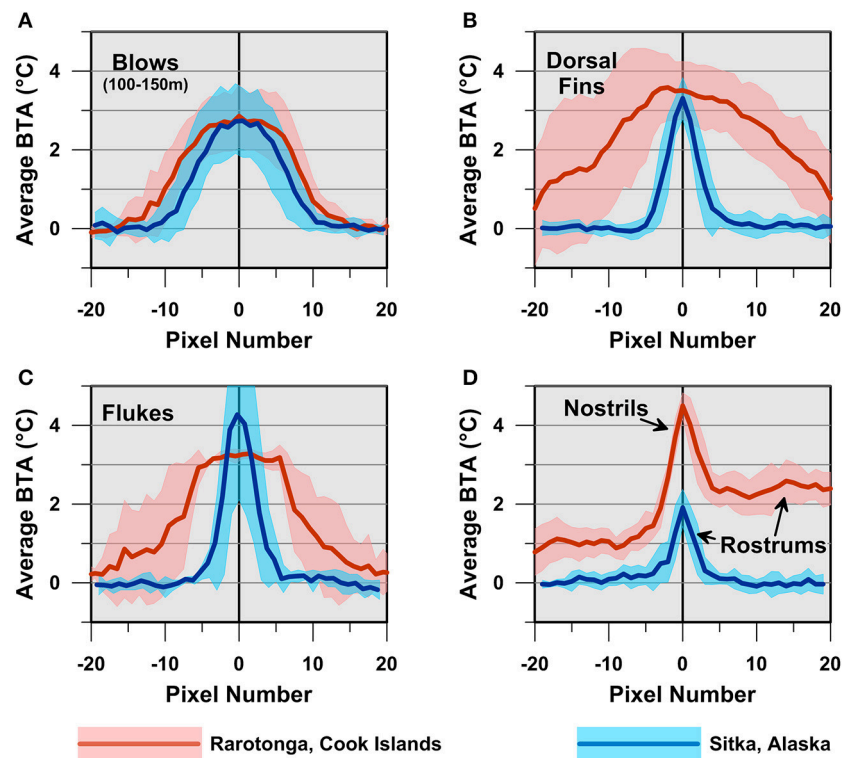 A
B
Blows
(100-150m)
Dorsal
Fins
Average BTA (°C)
4
2
0
-20 -10 0 10 20
Pixel Number
Average BTA (°C)
4
2
0
-20 -10 0 10 20
Pixel Number
C
D
Flukes
Nostrils
Rostrums
Average BTA (°C)
4
2
0
-20 -10 0 10 20
Pixel Number
Average BTA (°C)
4
2
0
-20 -10 0 10 20
Pixel Number
Rarotonga, Cook Islands
Sitka, Alaska